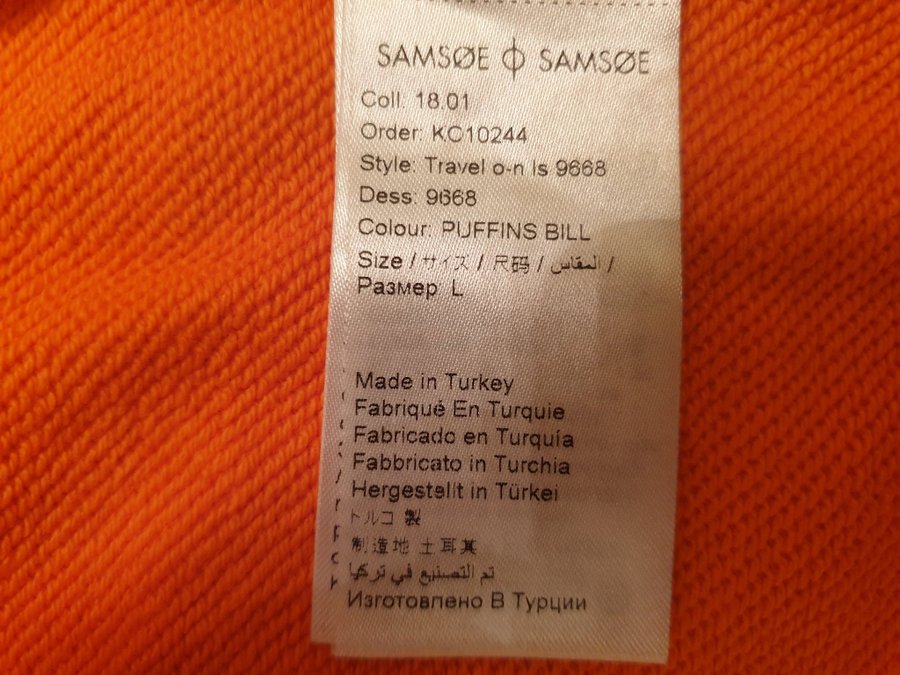 SAMSØE ϕ SAMSØE
Coll. 18.01
Order: KC10244
Style: Travel o-n ls 9668
Dess: 9668
Colour: PUFFINS BILL
Size / サイズ / 尺码 / المقاس /
Размер L
Made in Turkey
Fabriqué En Turquie
Fabricado en Turquía
Fabbricato in Turchia
Hergestellt in Türkei
トルコ 製
制造地 土耳其
تم التصنيع في تركيا
Изготовлено В Турции